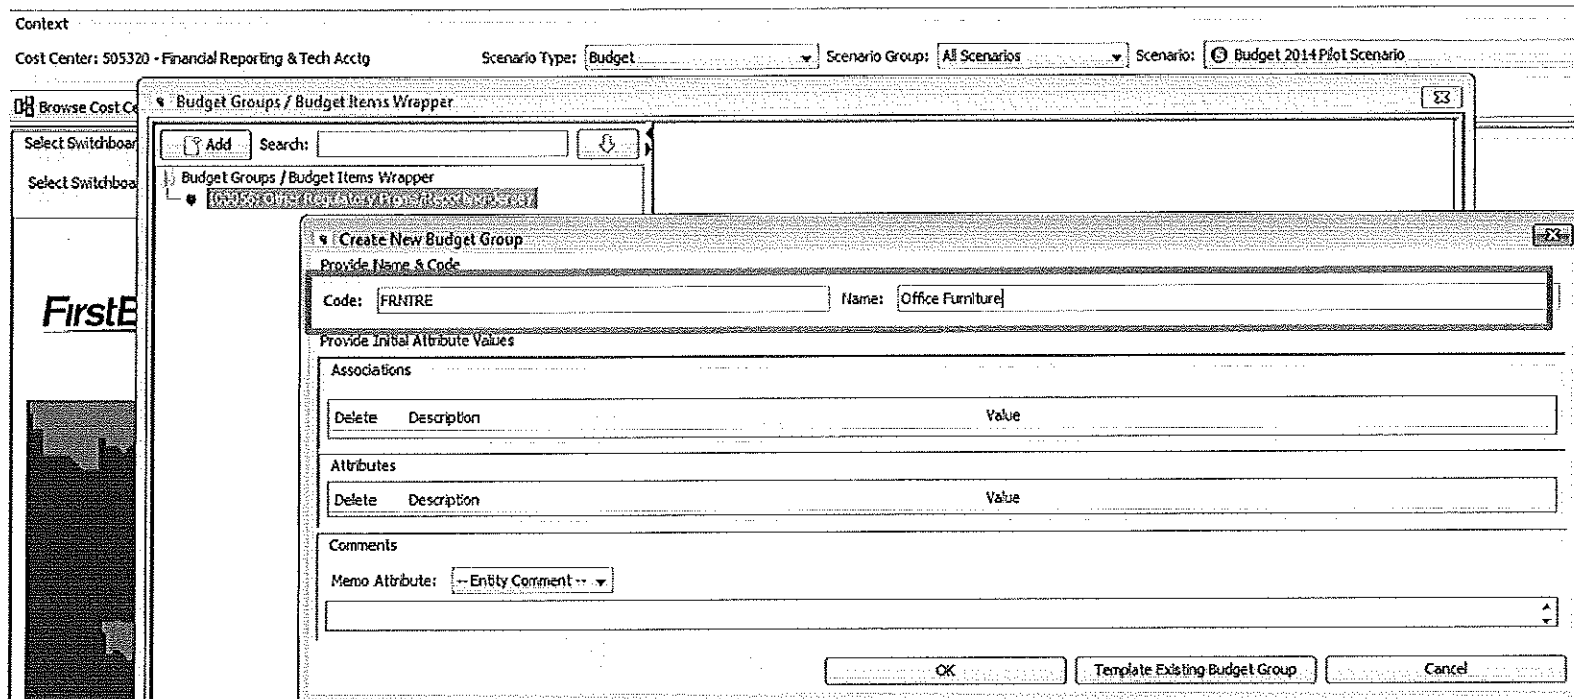 Context
Cost Center: 505320 - Financial Reporting & Tech Acctg Scenario Type: Budget Scenario Group: All Scenarios Scenario: Budget 2014 Pilot Scenario
Browse Cost Ce
Budget Groups / Budget Items Wrapper
Select Switchboar
Add Search:
Select Switchboa
Budget Groups / Budget Items Wrapper
Other Regulatory
Create New Budget Group
Provide Name & Code
Code: FRNTRE Name: Office Furniture
FirstE
Provide Initial Attribute Values
Associations
Delete Description Value
Attributes
Delete Description Value
Comments
Memo Attribute: -- Entity Comment --
OK Template Existing Budget Group Cancel